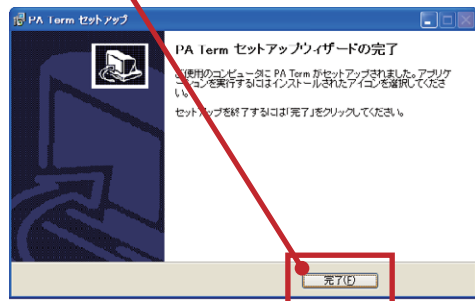 PA Term セットアップ
PA Term セットアップウィザードの完了
ご使用のコンピュータに PA Term がセットアップされました。アプリケ
ーションを実行するにはインストールされたアイコンを選択してくださ
い。
セットアップを終了するには「完了」をクリックしてください。
完了(F)